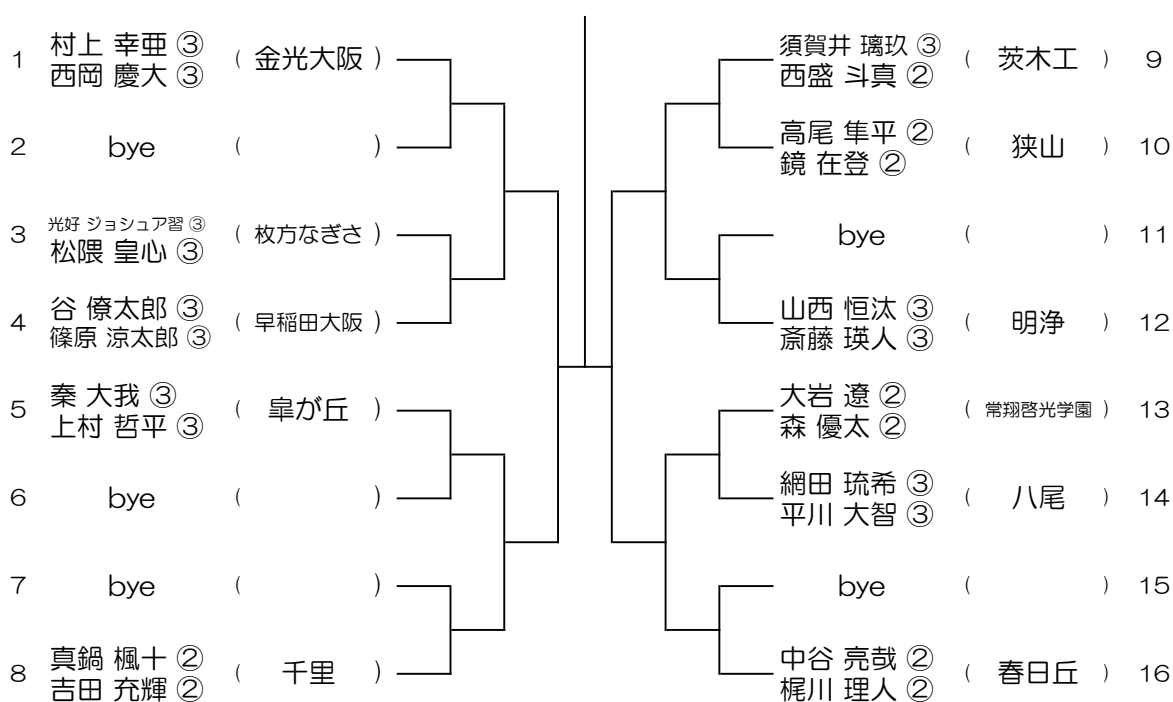 1 村上 幸亜 ③ ( 金光大阪 )
西岡 慶大 ③
2 bye ( )
3 光好 ジョシュア習 ③ ( 枚方なぎさ )
松隈 皇心 ③
4 谷 僚太郎 ③ ( 早稲田大阪 )
篠原 涼太郎 ③
5 秦 大我 ③ ( 皐が丘 )
上村 哲平 ③
6 bye ( )
7 bye ( )
8 真鍋 楓十 ② ( 千里 )
吉田 充輝 ②
須賀井 璃玖 ③ ( 茨木工 ) 9
西盛 斗真 ②
高尾 隼平 ② ( 狭山 ) 10
鏡 在登 ②
bye ( ) 11
山西 恒汰 ③ ( 明浄 ) 12
斎藤 瑛人 ③
大岩 遼 ② ( 常翔啓光学園 ) 13
森 優太 ②
網田 琉希 ③ ( 八尾 ) 14
平川 大智 ③
bye ( ) 15
中谷 亮哉 ② ( 春日丘 ) 16
梶川 理人 ②